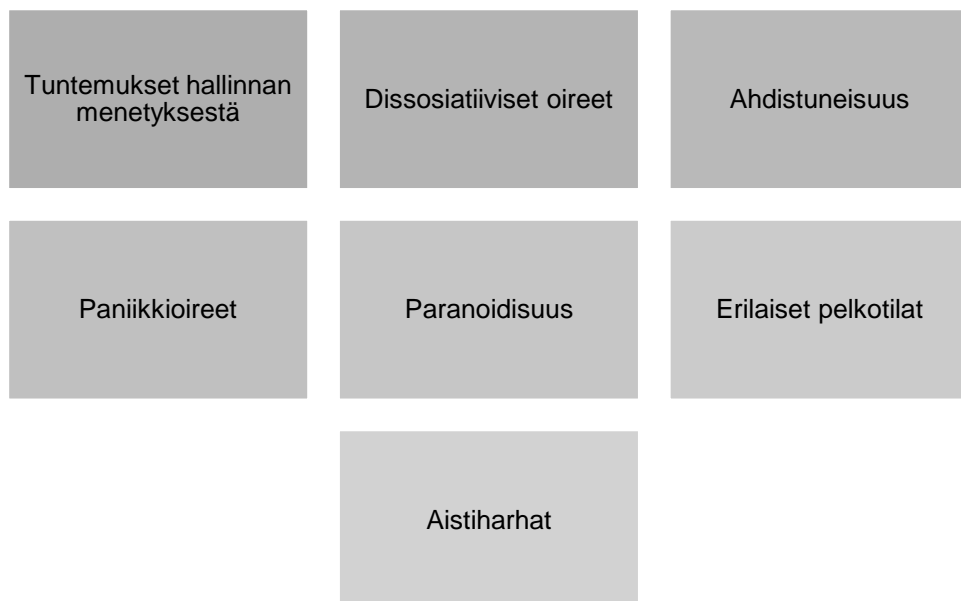 Tuntemukset hallinnan
menetyksestä
Dissosiatiiviset oireet
Ahdistuneisuus
Paniikkioireet
Paranoidisuus
Erilaiset pelkotilat
Aistiharhat